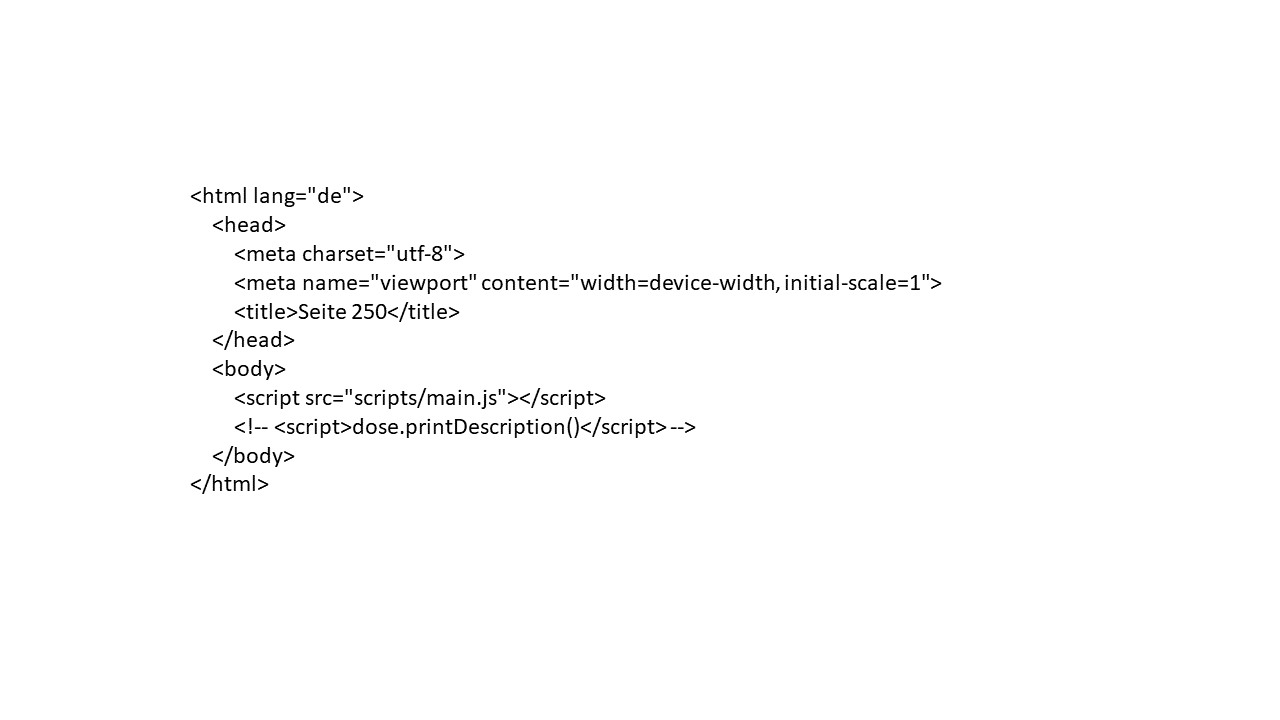 <html lang="de">
<head>
<meta charset="utf-8">
<meta name="viewport" content="width=device-width, initial-scale=1">
<title>Seite 250</title>
</head>
<body>
<script src="scripts/main.js"></script>
<!-- <script>dose.printDescription()</script> -->
</body>
</html>